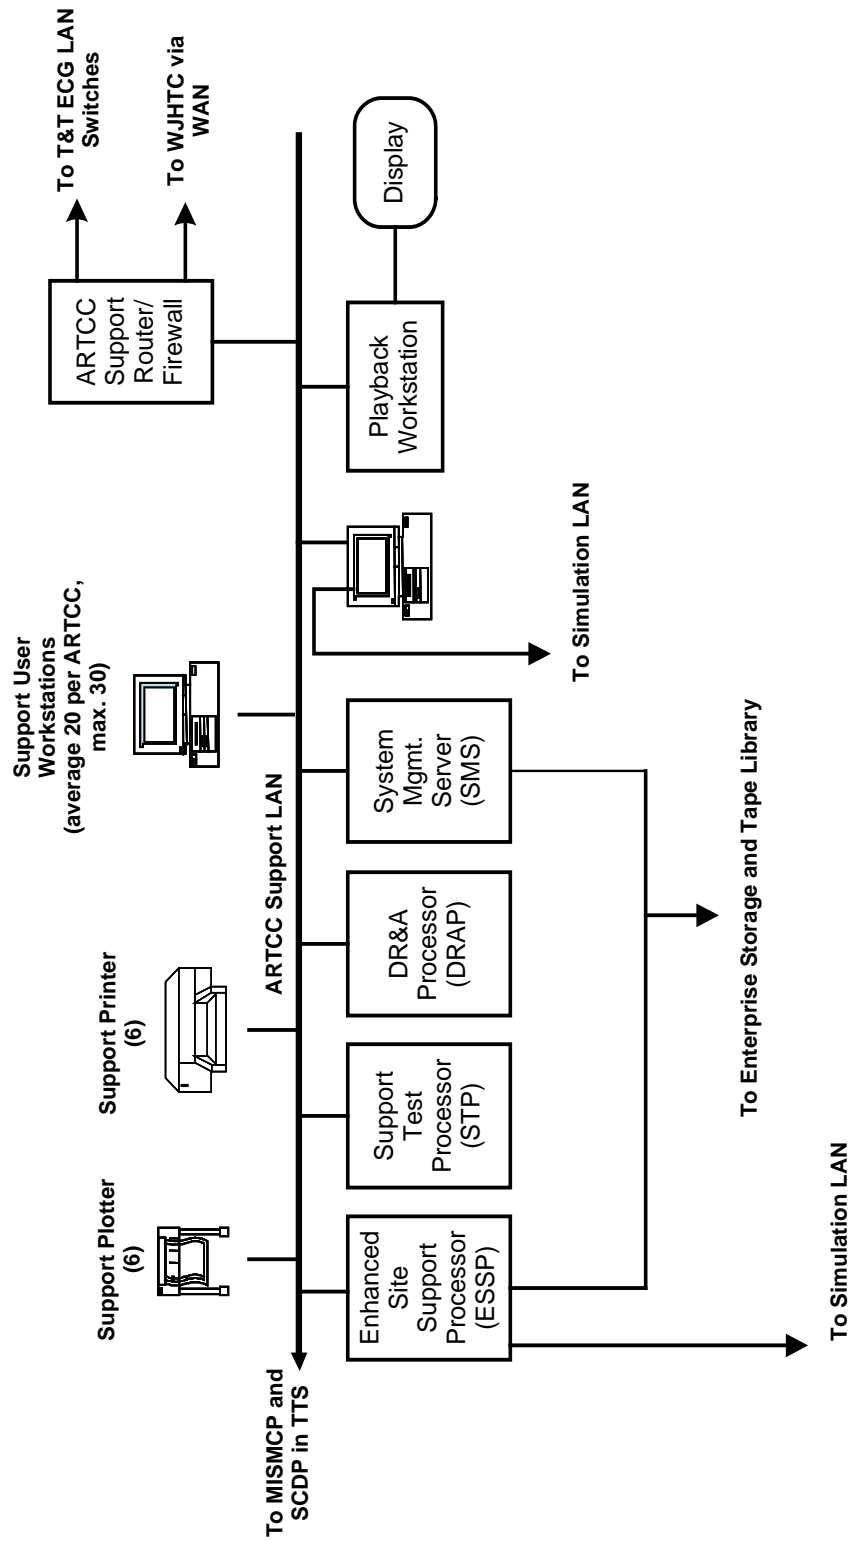 Support Plotter
(6)
Support Printer
(6)
Support User
Workstations
(average 20 per ARTCC,
max. 30)
ARTCC
Support
Router/
Firewall
To T&T ECG LAN
Switches
To WJHTC via
WAN
ARTCC Support LAN
To MISMCP and
SCDP in TTS
Enhanced
Site
Support
Processor
(ESSP)
Support
Test
Processor
(STP)
DR&A
Processor
(DRAP)
System
Mgmt.
Server
(SMS)
Playback
Workstation
Display
To Simulation LAN
To Enterprise Storage and Tape Library
To Simulation LAN